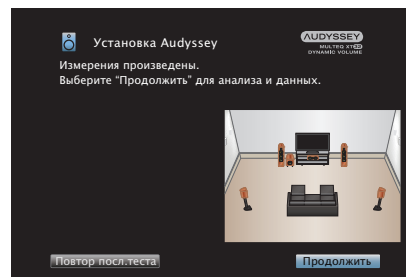 Установка Audyssey
AUDYSSEY
MULTEQ XT32
DYNAMIC VOLUME
Измерения произведены.
Выберите “Продолжить” для анализа и данных.
Повтор посл.теста
Продолжить